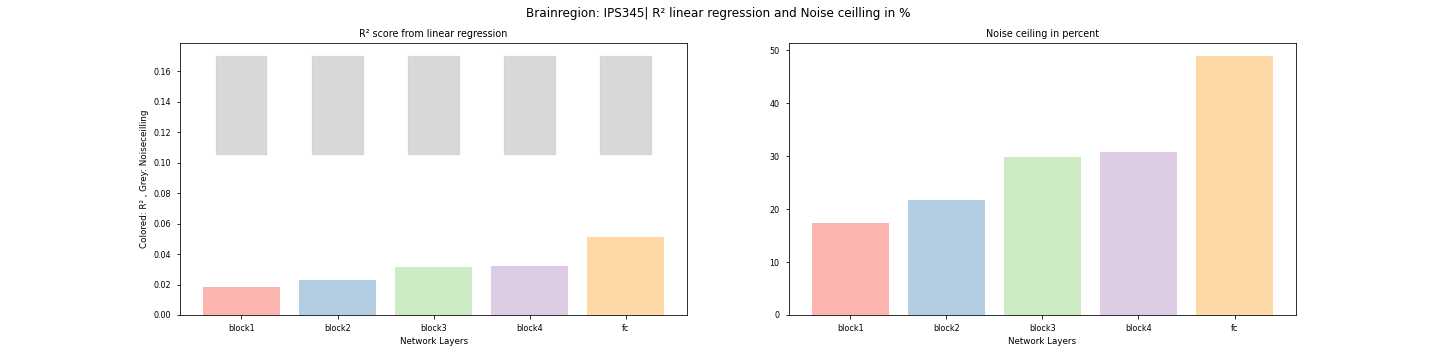 Brainregion: IPS345| R² linear regression and Noise ceilling in %
R² score from linear regression
Colored: R² , Grey: Noiseceilling
0.16
0.14
0.12
0.10
0.08
0.06
0.04
0.02
0.00
block1
block2
block3
block4
fc
Network Layers
Noise ceiling in percent
50
40
30
20
10
0
block1
block2
block3
block4
fc
Network Layers